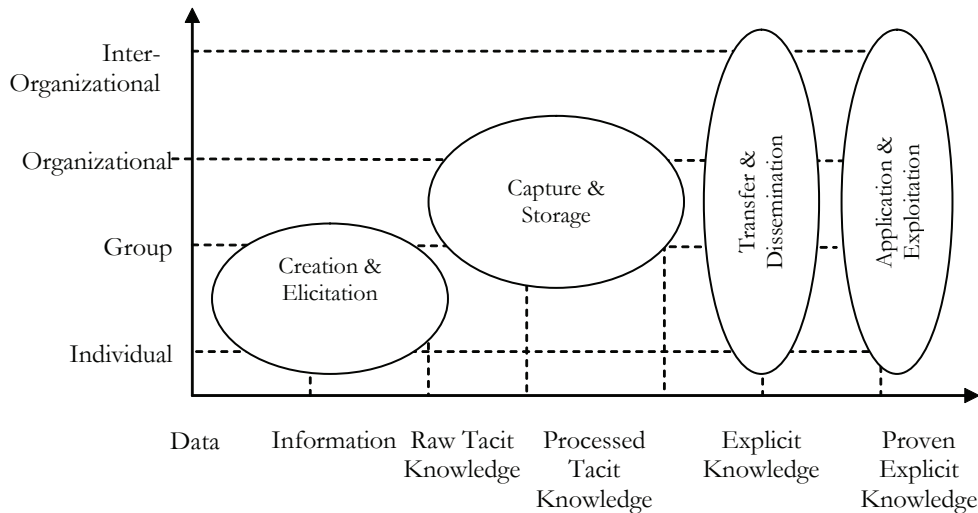 Inter-
Organizational
Organizational
Group
Individual
Creation &
Elicitation
Capture &
Storage
Transfer &
Dissemination
Application &
Exploitation
Data
Information
Raw Tacit
Knowledge
Processed
Tacit
Knowledge
Explicit
Knowledge
Proven
Explicit
Knowledge